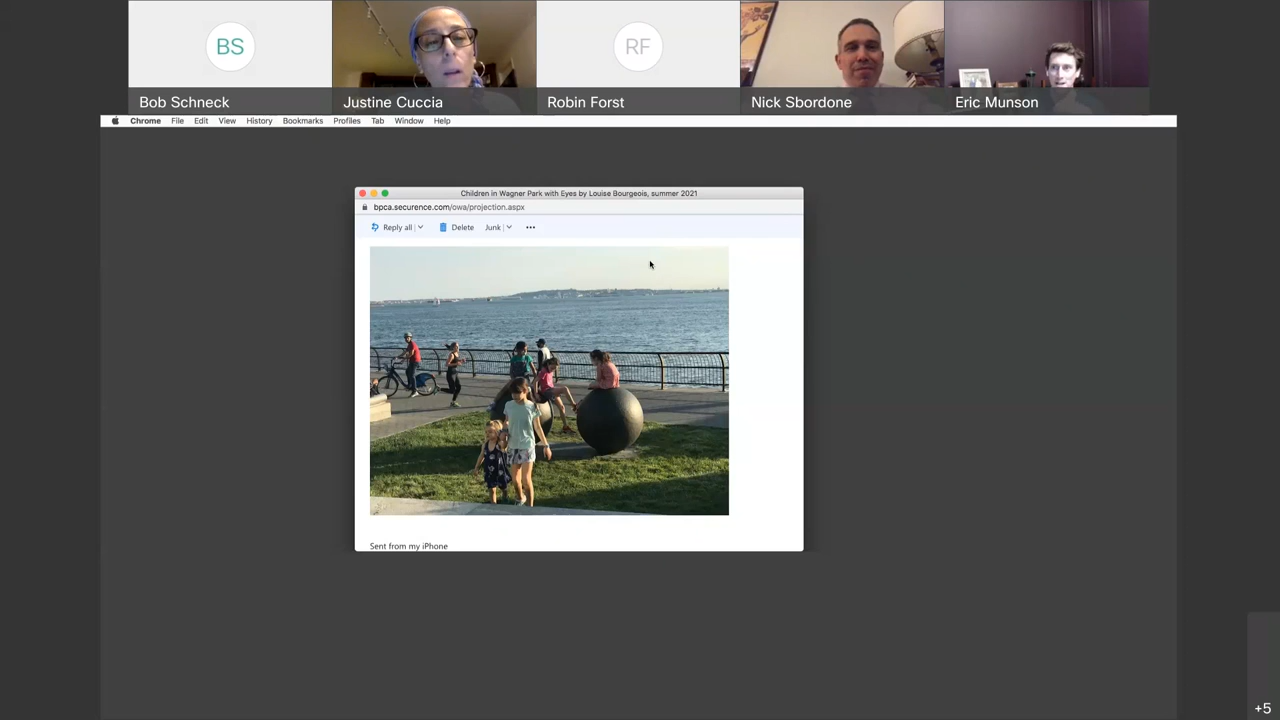 BS
RF
Bob Schneck
Justine Cuccia
Robin Forst
Nick Sbordone
Eric Munson
Chrome File Edit View History Bookmarks Profiles Tab Window Help
Children in Wagner Park with Eyes by Louise Bourgeois, summer 2021
bpca.securence.com/owa/projection.aspx
Reply all Delete Junk ...
Sent from my iPhone
+5